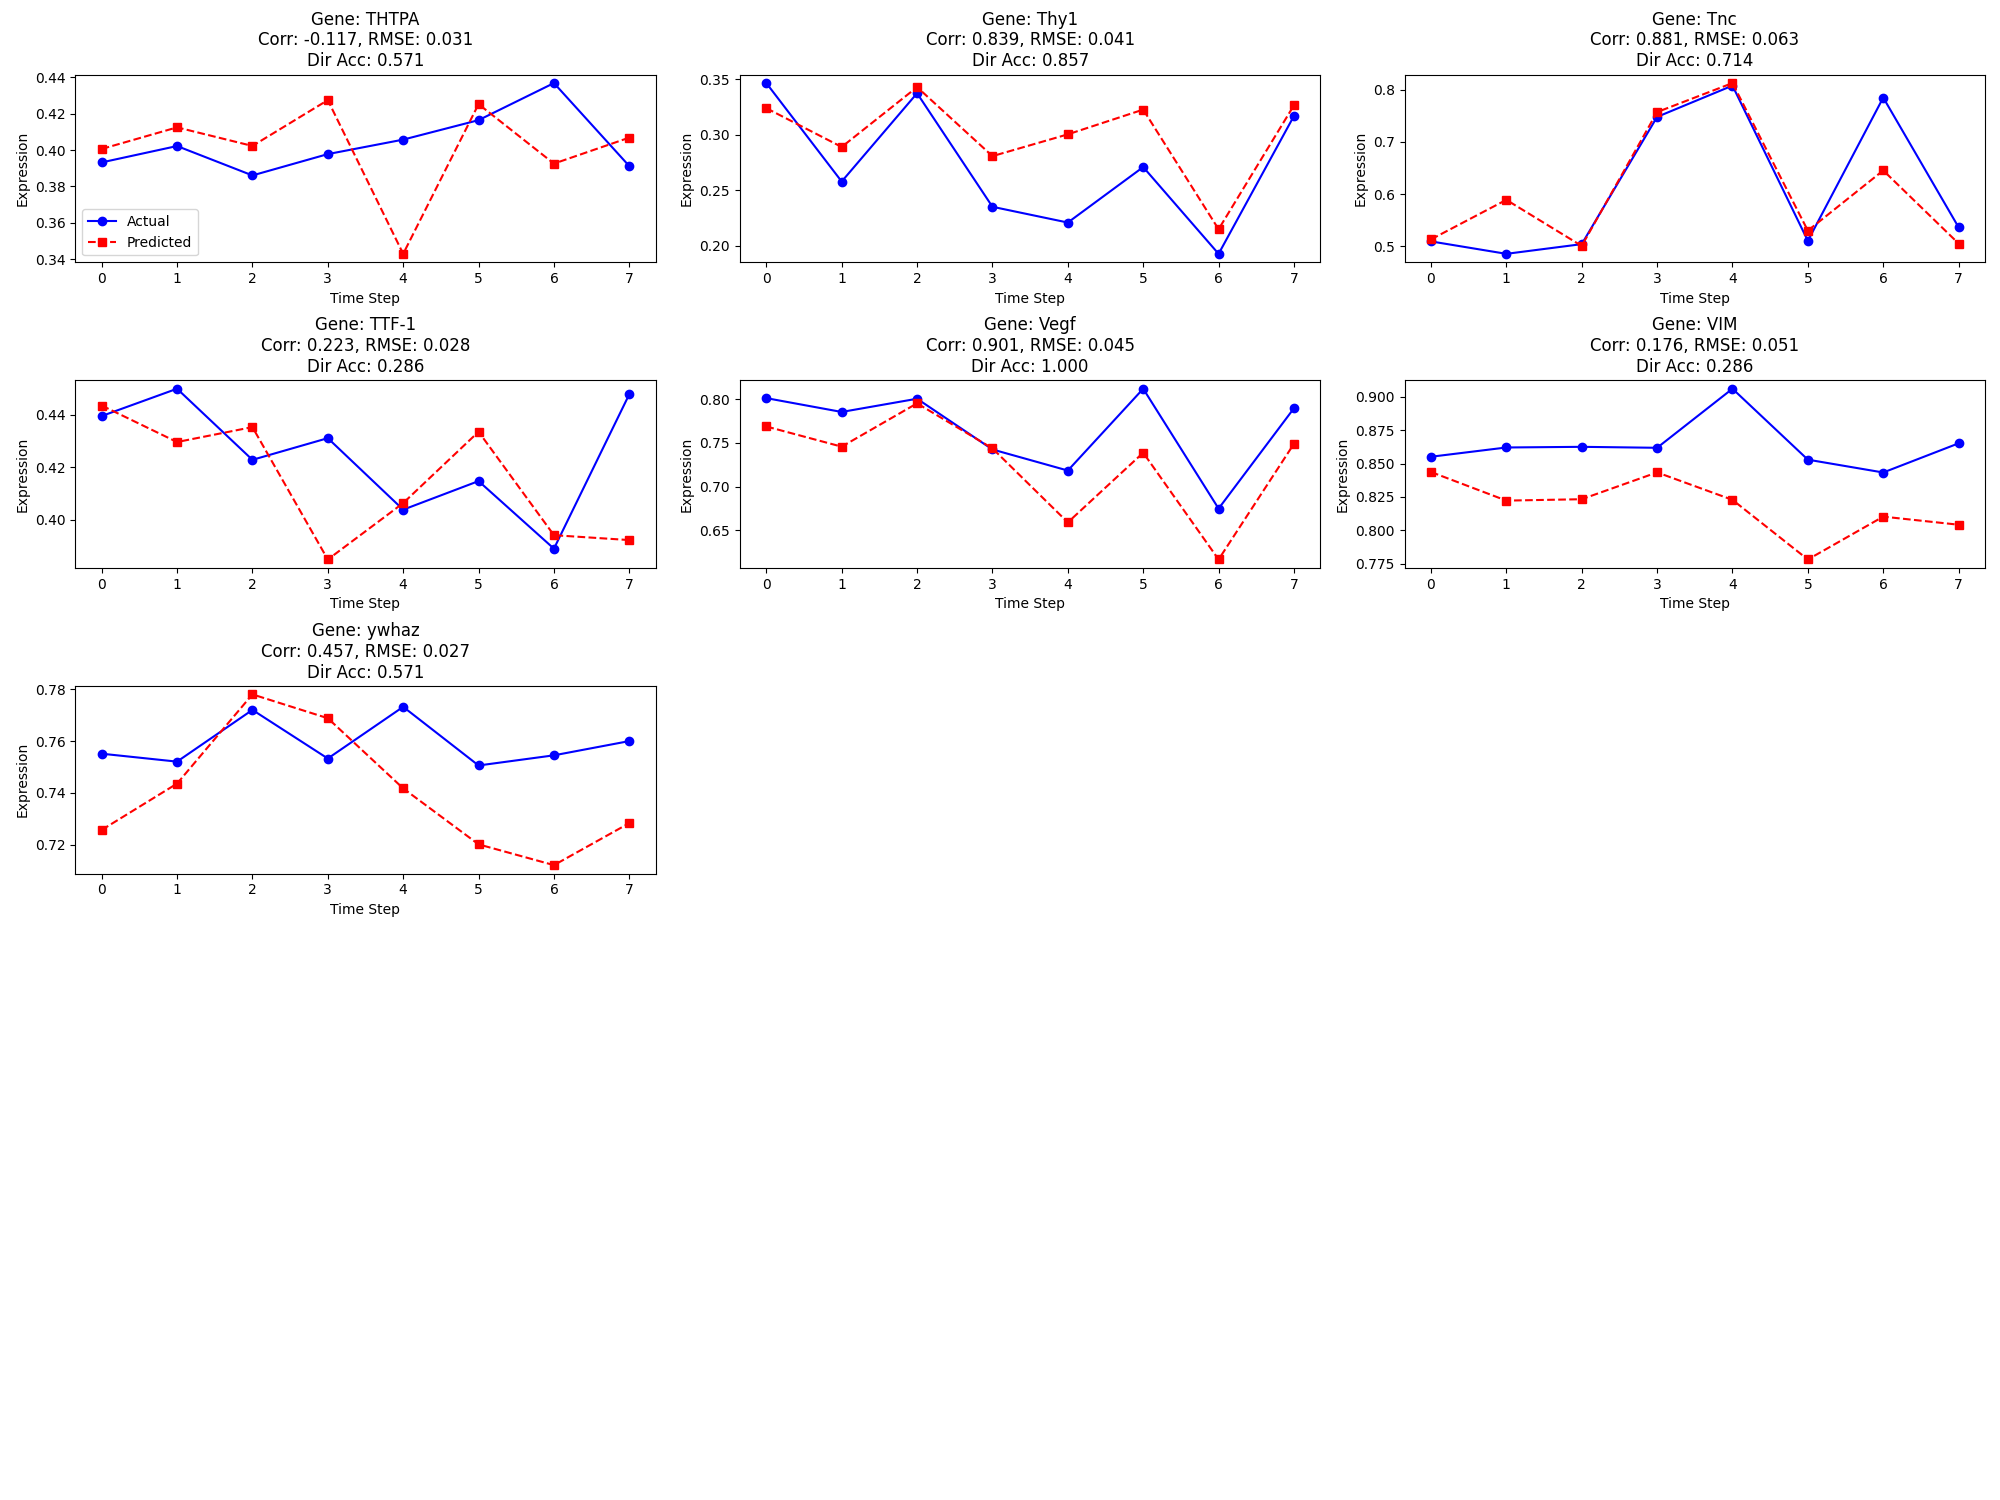 Gene: THTPA
Corr: -0.117, RMSE: 0.031
Dir Acc: 0.571
0.44
0.42
0.40
0.38
0.36
0.34
Expression
Actual
Predicted
0 1 2 3 4 5 6 7
Time Step
Gene: Thy1
Corr: 0.839, RMSE: 0.041
Dir Acc: 0.857
0.35
0.30
0.25
0.20
Expression
0 1 2 3 4 5 6 7
Time Step
Gene: Tnc
Corr: 0.881, RMSE: 0.063
Dir Acc: 0.714
0.8
0.7
0.6
0.5
Expression
0 1 2 3 4 5 6 7
Time Step
Gene: TTF-1
Corr: 0.223, RMSE: 0.028
Dir Acc: 0.286
0.44
0.42
0.40
Expression
0 1 2 3 4 5 6 7
Time Step
Gene: Vegf
Corr: 0.901, RMSE: 0.045
Dir Acc: 1.000
0.80
0.75
0.70
0.65
Expression
0 1 2 3 4 5 6 7
Time Step
Gene: VIM
Corr: 0.176, RMSE: 0.051
Dir Acc: 0.286
0.900
0.875
0.850
0.825
0.800
0.775
Expression
0 1 2 3 4 5 6 7
Time Step
Gene: ywhaz
Corr: 0.457, RMSE: 0.027
Dir Acc: 0.571
0.78
0.76
0.74
0.72
Expression
0 1 2 3 4 5 6 7
Time Step